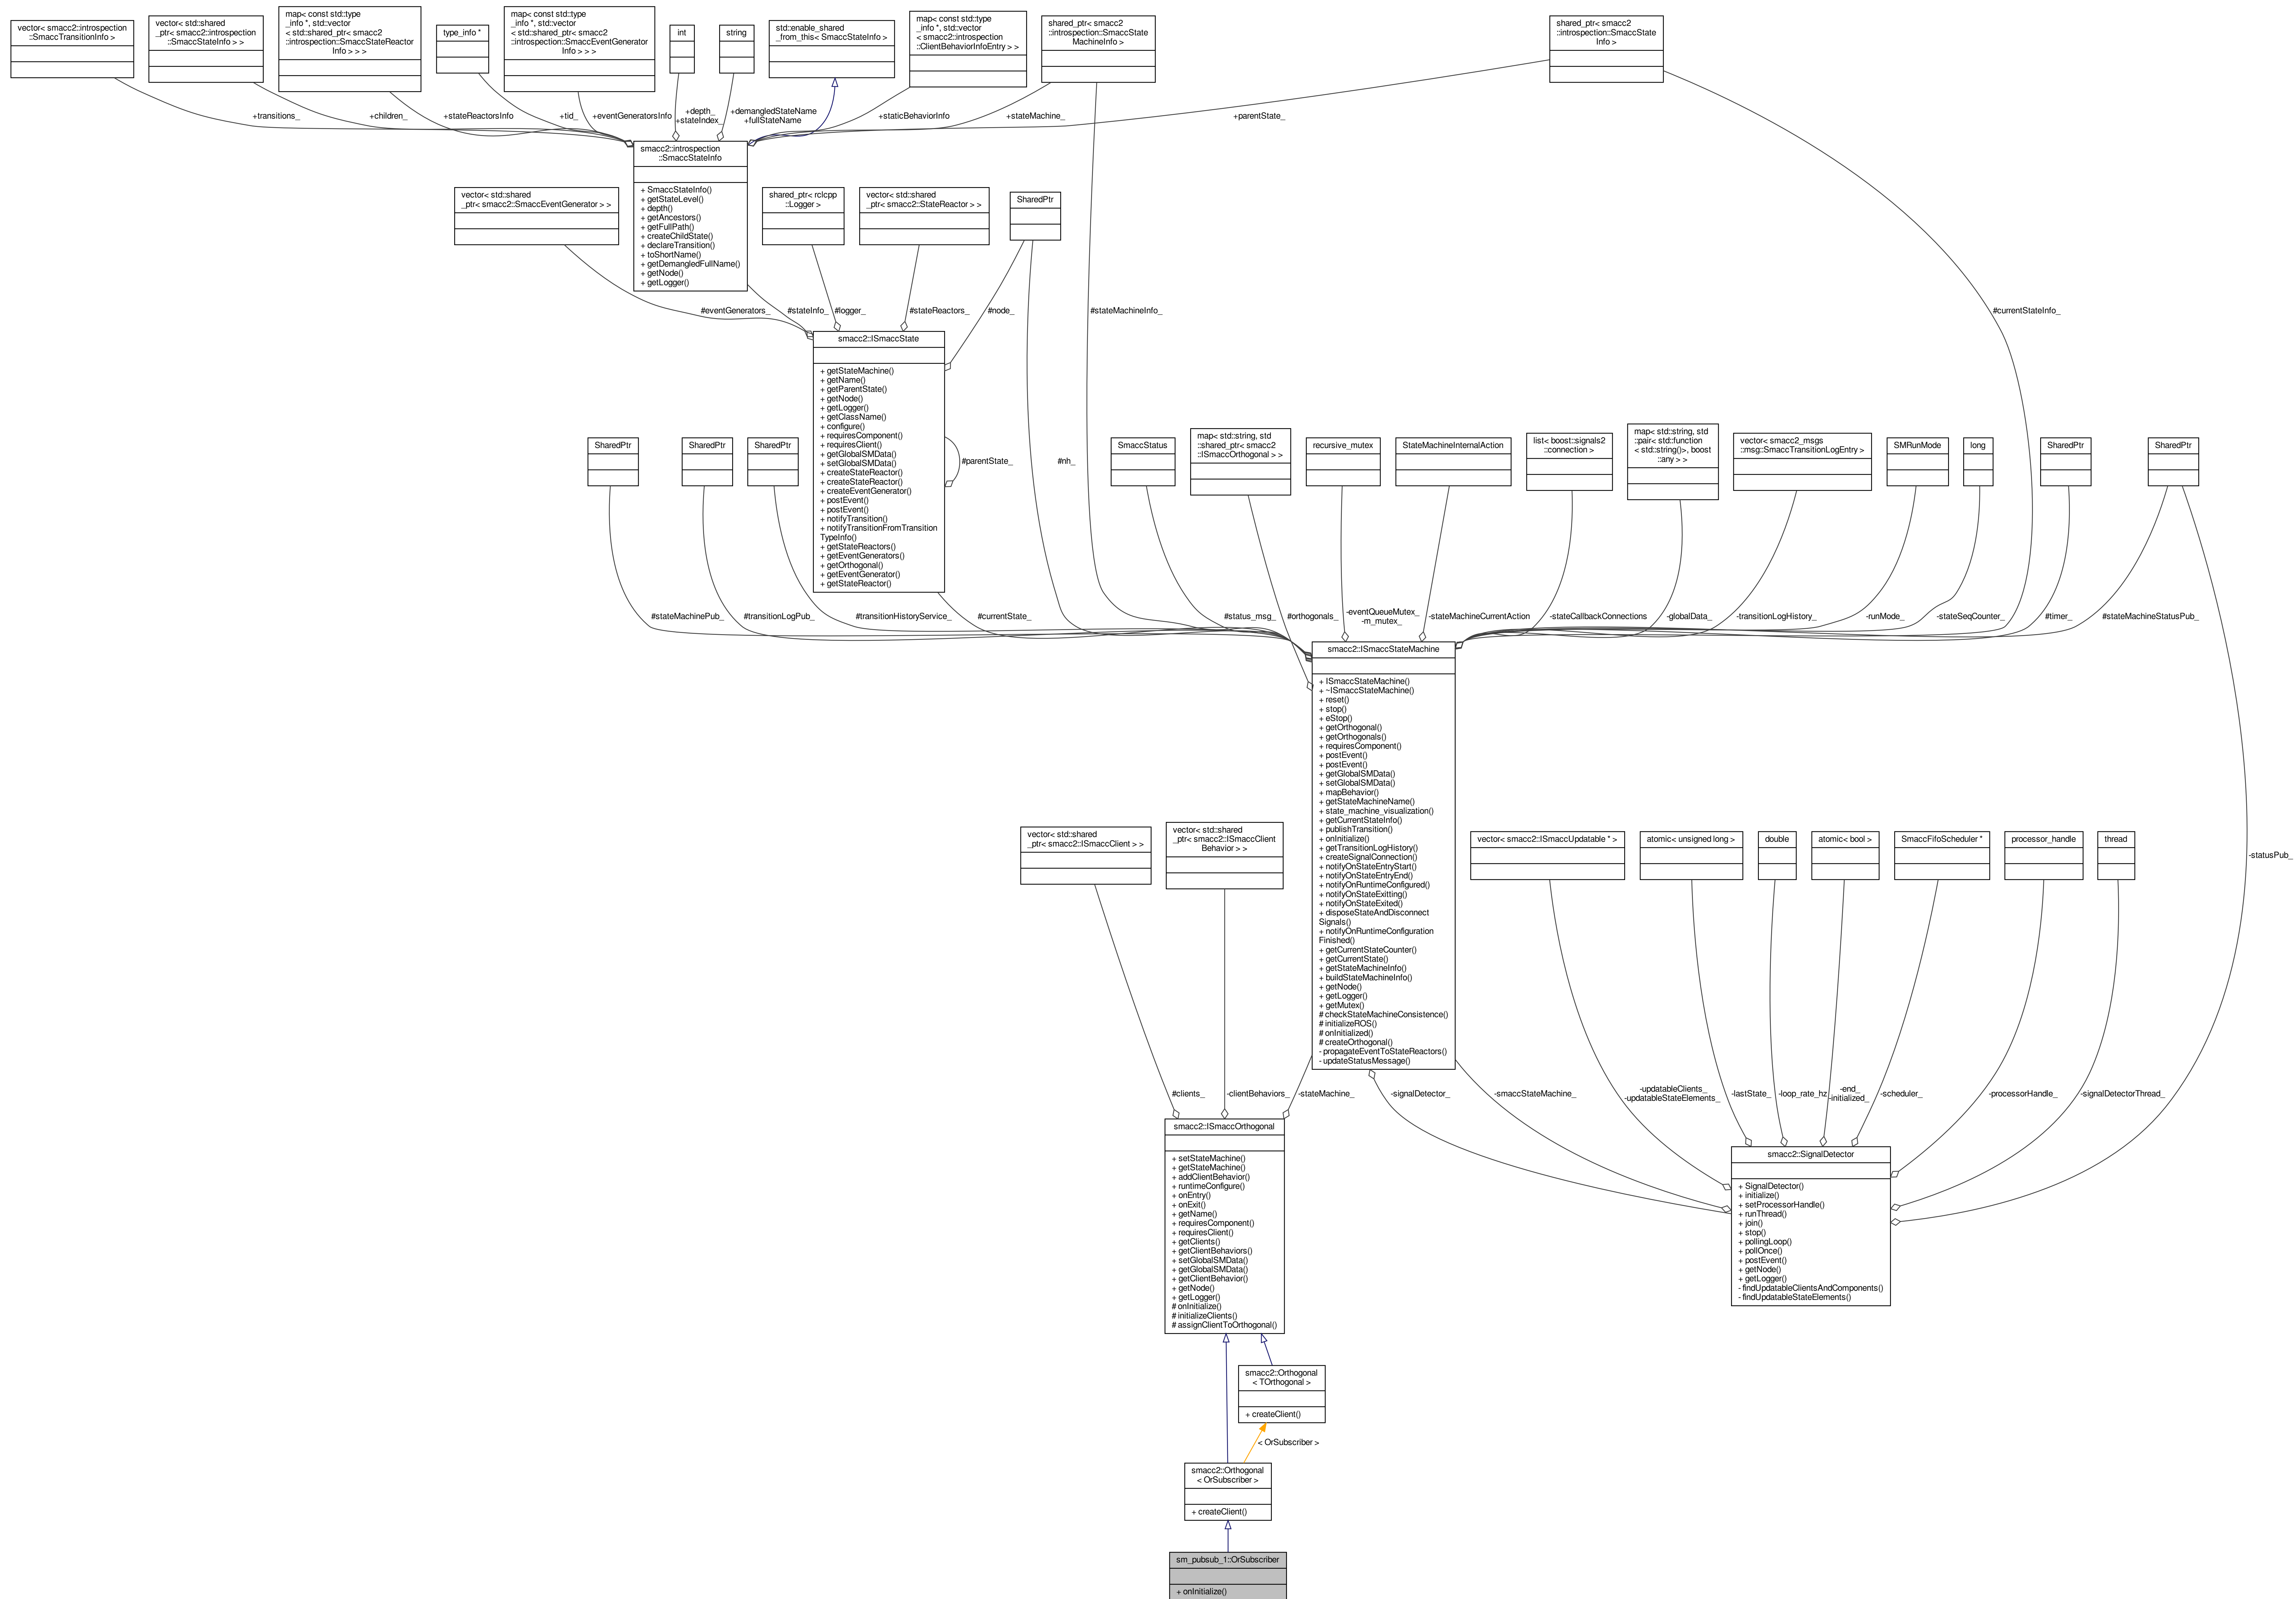 vector< smacc2::introspection
::SmaccTransitionInfo >
vector< std::shared
_ptr< smacc2::introspection
::SmaccStateInfo > >
map< const std::type
_info *, std::vector
< std::shared_ptr< smacc2
::introspection::SmaccStateReactor
Info > > >
type_info *
map< const std::type
_info *, std::vector
< std::shared_ptr< smacc2
::introspection::SmaccEventGenerator
Info > > >
int
string
std::enable_shared
_from_this< SmaccStateInfo >
map< const std::type
_info *, std::vector
< smacc2::introspection
::ClientBehaviorInfoEntry > >
shared_ptr< smacc2
::introspection::SmaccState
MachineInfo >
shared_ptr< smacc2
::introspection::SmaccState
Info >
+transitions_
+children_
+stateReactorsInfo
+tid_
+eventGeneratorsInfo
+depth_
+stateIndex_
+demangledStateName
+fullStateName
+staticBehaviorInfo
+stateMachine_
+parentState_
smacc2::introspection
::SmaccStateInfo
+ SmaccStateInfo()
+ getStateLevel()
+ depth()
+ getAncestors()
+ getFullPath()
+ createChildState()
+ declareTransition()
+ toShortName()
+ getDemangledFullName()
+ getNode()
+ getLogger()
vector< std::shared
_ptr< smacc2::SmaccEventGenerator > >
shared_ptr< rclcpp
::Logger >
vector< std::shared
_ptr< smacc2::StateReactor > >
SharedPtr
#eventGenerators_
#stateInfo_
#logger_
#stateReactors_
#node_
#stateMachineInfo_
#currentStateInfo_
smacc2::ISmaccState
+ getStateMachine()
+ getName()
+ getParentState()
+ getNode()
+ getLogger()
+ getClassName()
+ configure()
+ requiresComponent()
+ requiresClient()
+ getGlobalSMData()
+ setGlobalSMData()
+ createStateReactor()
+ createStateReactor()
+ createEventGenerator()
+ postEvent()
+ postEvent()
+ notifyTransition()
+ notifyTransitionFromTransition
TypeInfo()
+ getStateReactors()
+ getEventGenerators()
+ getOrthogonal()
+ getEventGenerator()
+ getStateReactor()
#parentState_
#nh_
SharedPtr
SharedPtr
SharedPtr
SmaccStatus
map< std::string, std
::shared_ptr< smacc2
::ISmaccOrthogonal > >
recursive_mutex
StateMachineInternalAction
list< boost::signals2
::connection >
map< std::string, std
::pair< std::function
< std::string()>, boost
::any > >
vector< smacc2_msgs
::msg::SmaccTransitionLogEntry >
SMRunMode
long
SharedPtr
SharedPtr
#stateMachinePub_
#transitionLogPub_
#transitionHistoryService_
#currentState_
#status_msg_
#orthogonals_
-eventQueueMutex_
-m_mutex_
-stateMachineCurrentAction
-stateCallbackConnections
-globalData_
-transitionLogHistory_
-runMode_
-stateSeqCounter_
#timer_
#stateMachineStatusPub_
smacc2::ISmaccStateMachine
+ ISmaccStateMachine()
+ ~ISmaccStateMachine()
+ reset()
+ stop()
+ eStop()
+ getOrthogonal()
+ getOrthogonals()
+ requiresComponent()
+ postEvent()
+ postEvent()
+ getGlobalSMData()
+ setGlobalSMData()
+ mapBehavior()
+ getStateMachineName()
+ state_machine_visualization()
+ getCurrentStateInfo()
+ publishTransition()
+ onInitialize()
+ getTransitionLogHistory()
+ createSignalConnection()
+ notifyOnStateEntryStart()
+ notifyOnStateEntryEnd()
+ notifyOnRuntimeConfigured()
+ notifyOnStateExitting()
+ notifyOnStateExited()
+ disposeStateAndDisconnect
Signals()
+ notifyOnRuntimeConfiguration
Finished()
+ getCurrentStateCounter()
+ getCurrentState()
+ getStateMachineInfo()
+ buildStateMachineInfo()
+ getNode()
+ getLogger()
+ getMutex()
# checkStateMachineConsistence()
# initializeROS()
# onInitialized()
# createOrthogonal()
- propagateEventToStateReactors()
- updateStatusMessage()
vector< std::shared
_ptr< smacc2::ISmaccClient > >
vector< std::shared
_ptr< smacc2::ISmaccClient
Behavior > >
vector< smacc2::ISmaccUpdatable * >
atomic< unsigned long >
double
atomic< bool >
SmaccFifoScheduler *
processor_handle
thread
-statusPub_
#clients_
-clientBehaviors_
-stateMachine_
-signalDetector_
-smaccStateMachine_
-updatableClients_
-updatableStateElements_
-lastState_
-loop_rate_hz
-end_
-initialized_
-scheduler_
-processorHandle_
-signalDetectorThread_
smacc2::ISmaccOrthogonal
+ setStateMachine()
+ getStateMachine()
+ addClientBehavior()
+ runtimeConfigure()
+ onEntry()
+ onExit()
+ getName()
+ requiresComponent()
+ requiresClient()
+ getClients()
+ getClientBehaviors()
+ setGlobalSMData()
+ getGlobalSMData()
+ getClientBehavior()
+ getNode()
+ getLogger()
# onInitialize()
# initializeClients()
# assignClientToOrthogonal()
smacc2::SignalDetector
+ SignalDetector()
+ initialize()
+ setProcessorHandle()
+ runThread()
+ join()
+ stop()
+ pollingLoop()
+ pollOnce()
+ postEvent()
+ getNode()
+ getLogger()
- findUpdatableClientsAndComponents()
- findUpdatableStateElements()
smacc2::Orthogonal
< TOrthogonal >
+ createClient()
< OrSubscriber >
smacc2::Orthogonal
< OrSubscriber >
+ createClient()
sm_pubsub_1::OrSubscriber
+ onInitialize()